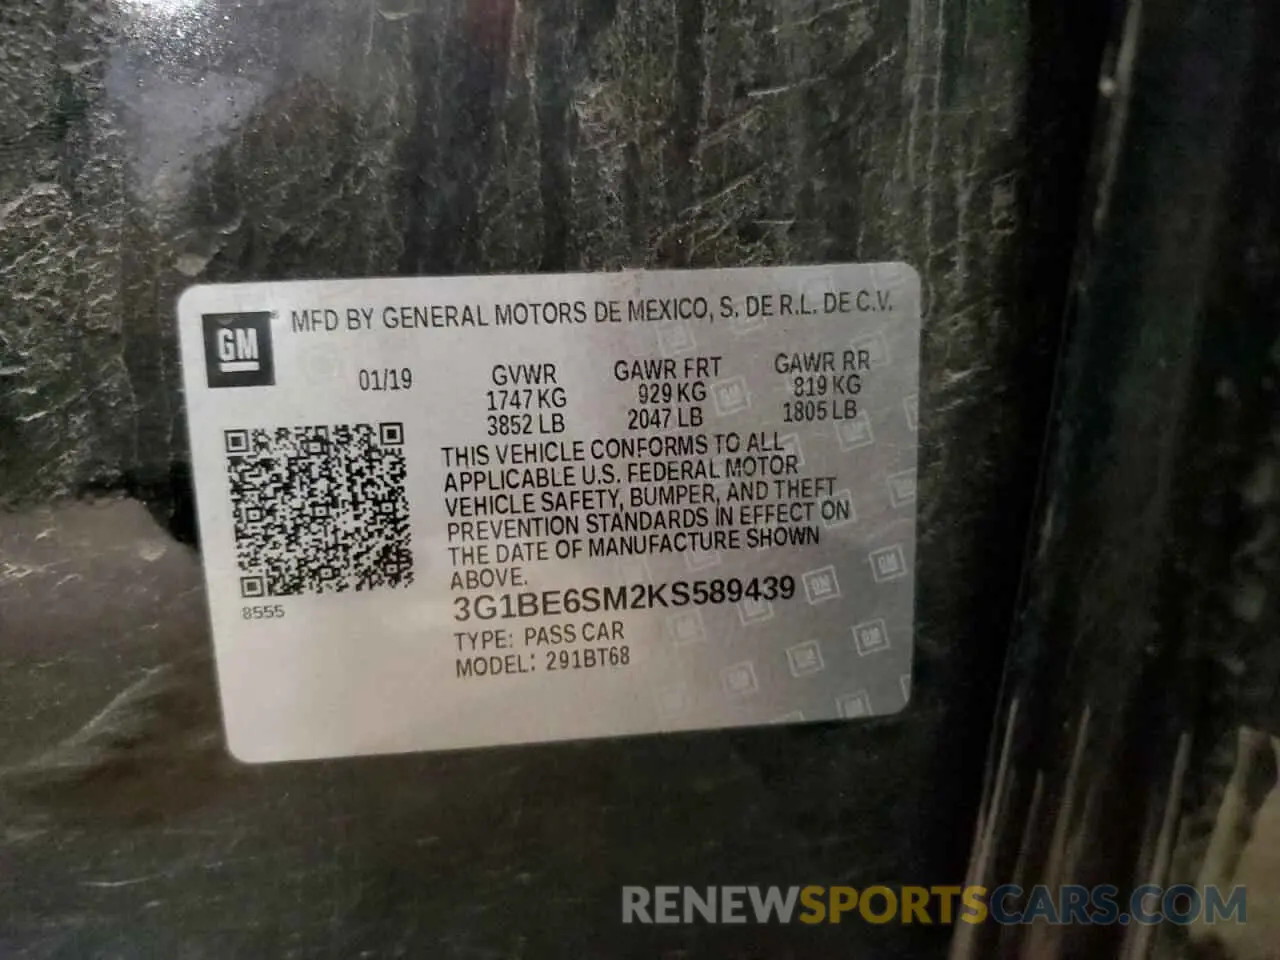 MFD BY GENERAL MOTORS DE MEXICO, S. DE R.L. DE C.V.
GM
01/19
GVWR GAWR FRT GAWR RR
1747 KG 929 KG 819 KG
3852 LB 2047 LB 1805 LB
THIS VEHICLE CONFORMS TO ALL
APPLICABLE U.S. FEDERAL MOTOR
VEHICLE SAFETY, BUMPER, AND THEFT
PREVENTION STANDARDS IN EFFECT ON
THE DATE OF MANUFACTURE SHOWN
ABOVE.
8555
3G1BE6SM2KS589439
TYPE: PASS CAR
MODEL: 291BT68
RENEWSPORTSCARS.COM